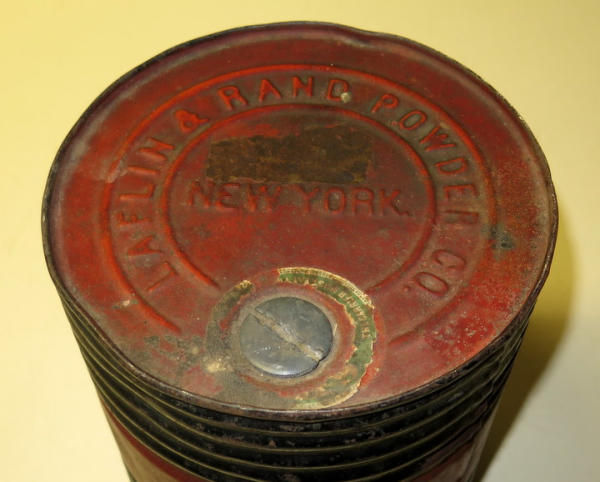 LAFLIN & RAND POWDER CO.
NEW YORK.